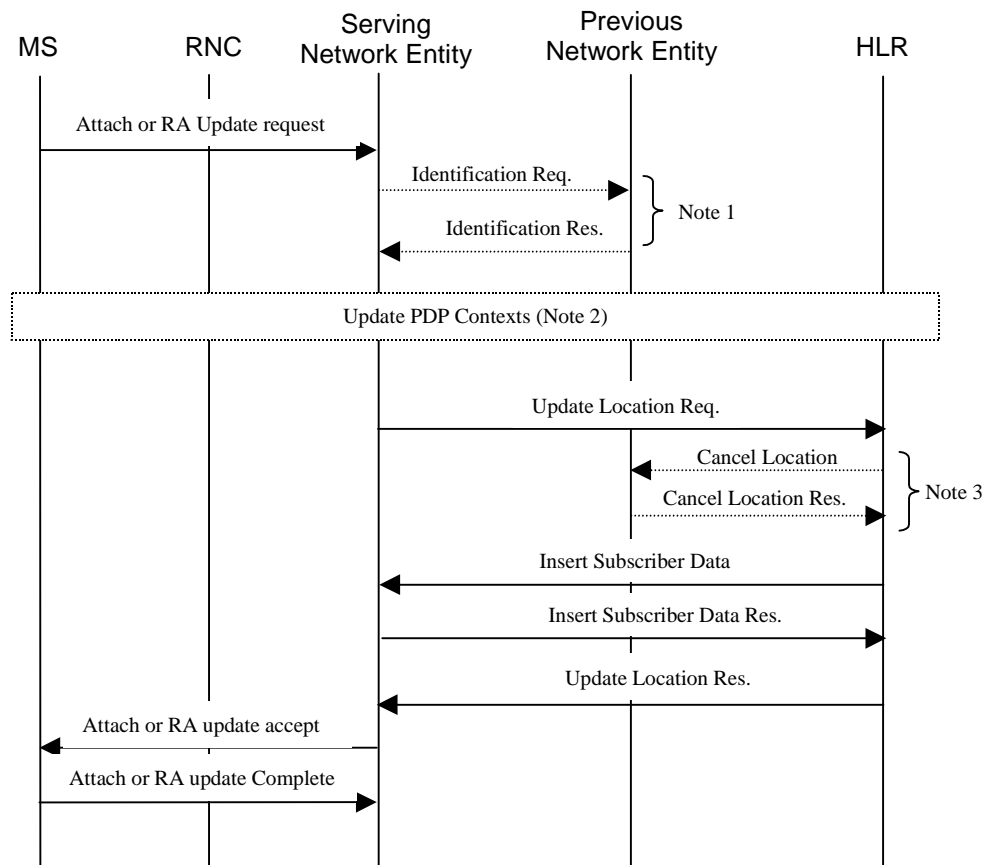 MS
RNC
Serving
Network Entity
Previous
Network Entity
HLR
Attach or RA Update request
Identification Req.
Note 1
Identification Res.
Update PDP Contexts (Note 2)
Update Location Req.
Cancel Location
Note 3
Cancel Location Res.
Insert Subscriber Data
Insert Subscriber Data Res.
Update Location Res.
Attach or RA update accept
Attach or RA update Complete